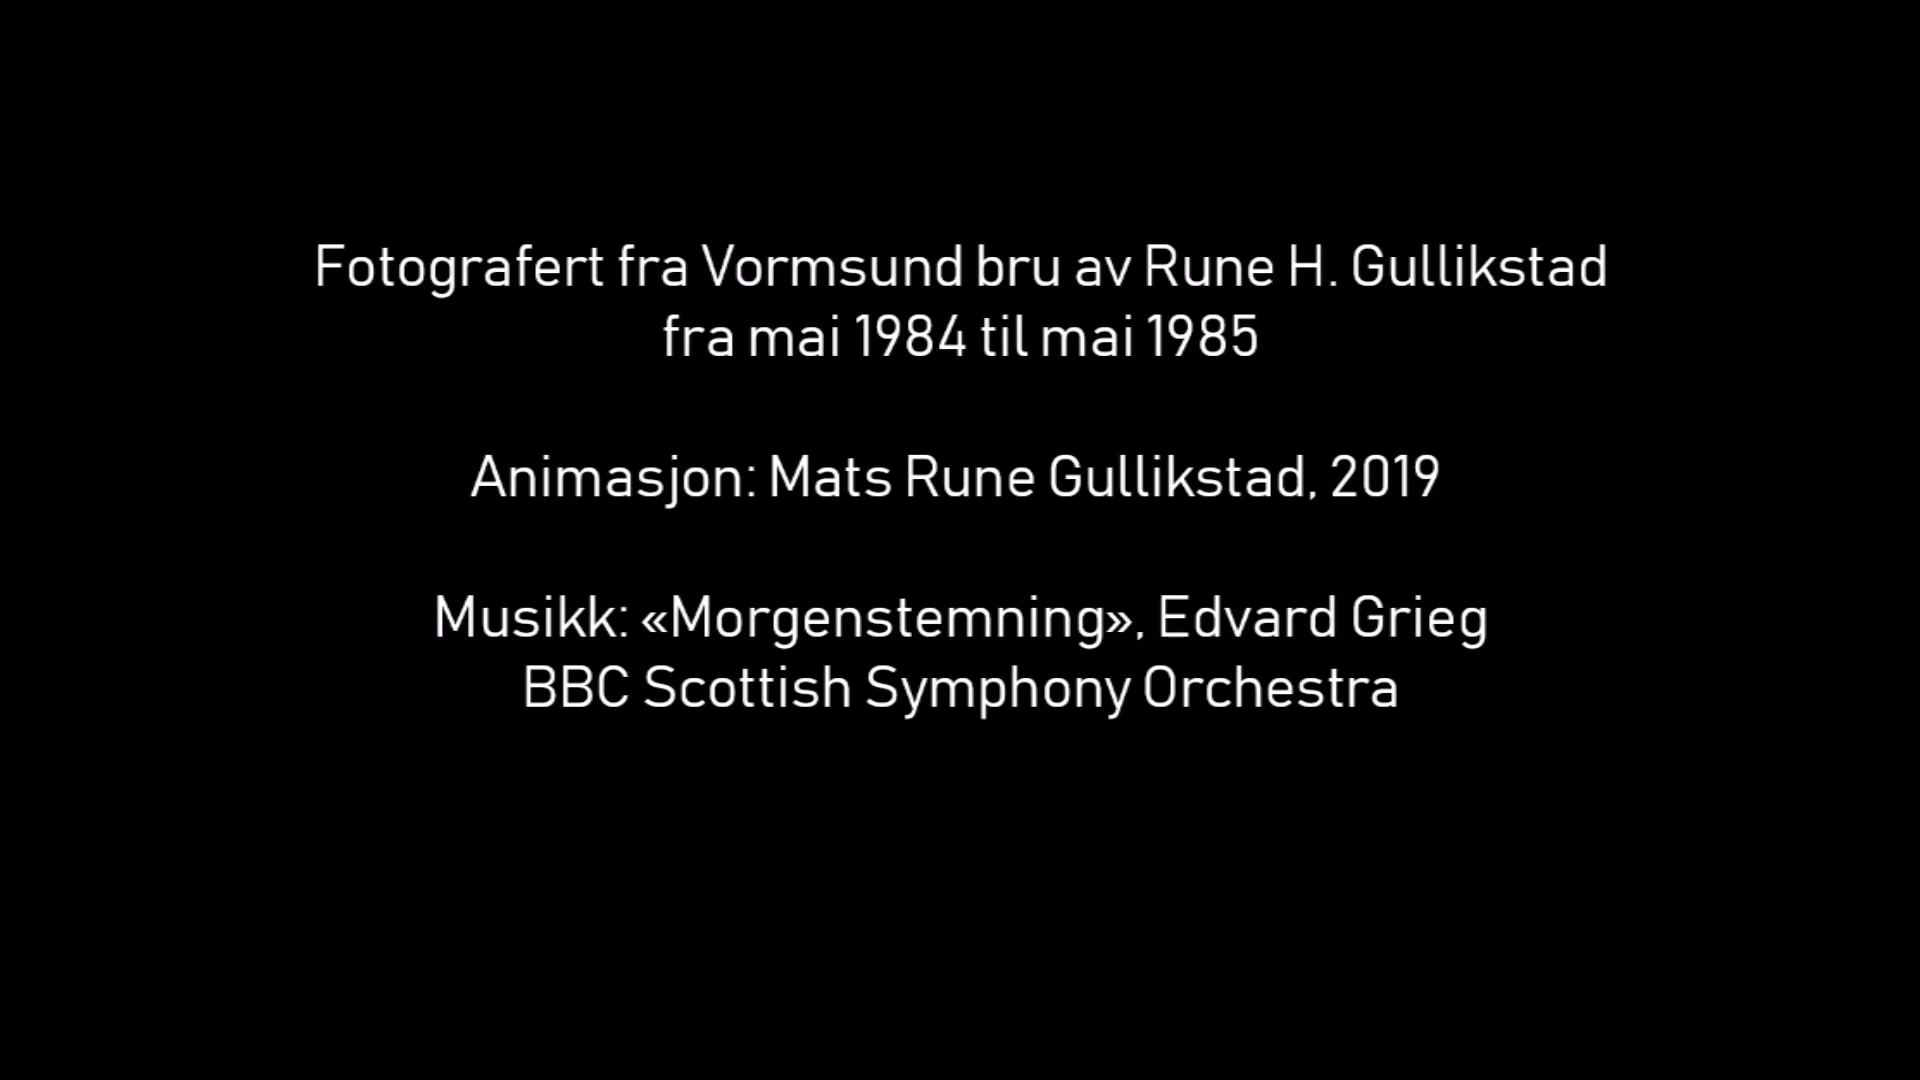 Fotografert fra Vormsund bru av Rune H. Gullikstad
fra mai 1984 til mai 1985
Animasjon: Mats Rune Gullikstad, 2019
Musikk: «Morgenstemning», Edvard Grieg
BBC Scottish Symphony Orchestra